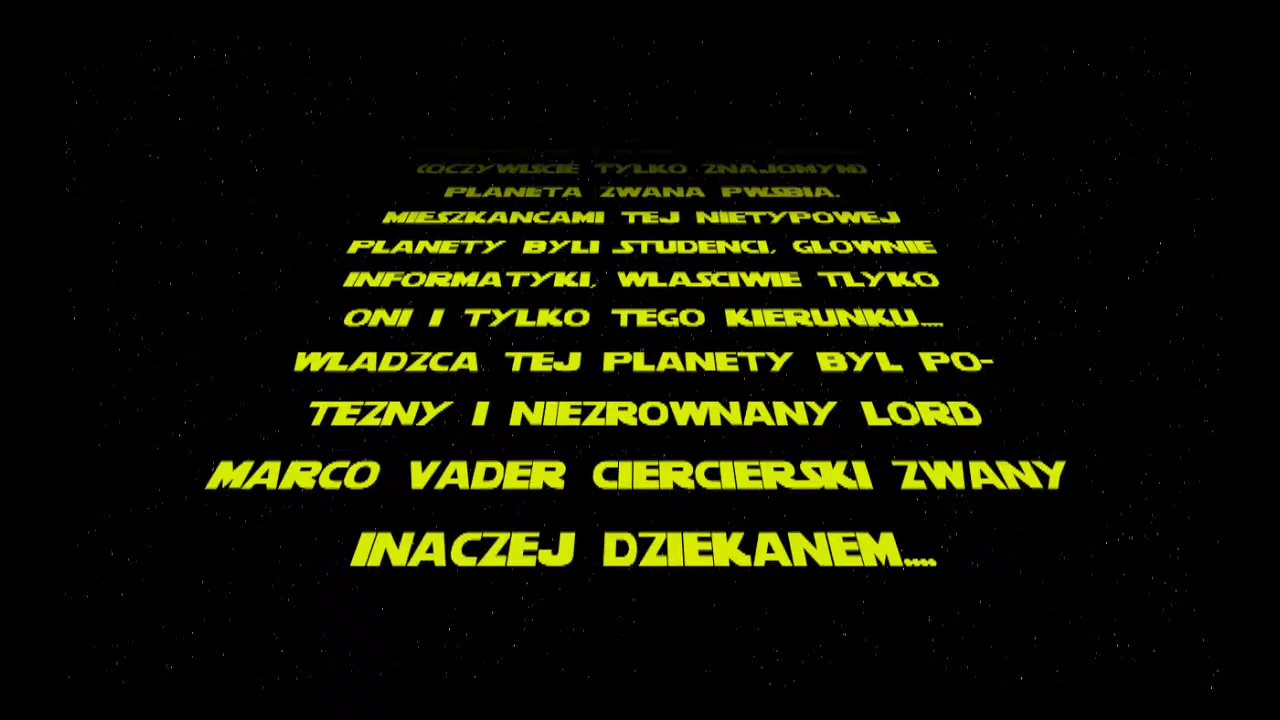 (OCZYWISCIE TYLKO ZNAJOMYM)
PLANETA ZWANA PWSBIA.
MIESZKANCAMI TEJ NIETYPOWEJ
PLANETY BYLI STUDENCI, GLOWNIE
INFORMATYKI, WLASCIWIE TLYKO
ONI I TYLKO TEGO KIERUNKU....
WLADZCA TEJ PLANETY BYL PO-
TEZNY I NIEZROWNANY LORD
MARCO VADER CIERCIERSKI ZWANY
INACZEJ DZIEKANEM....